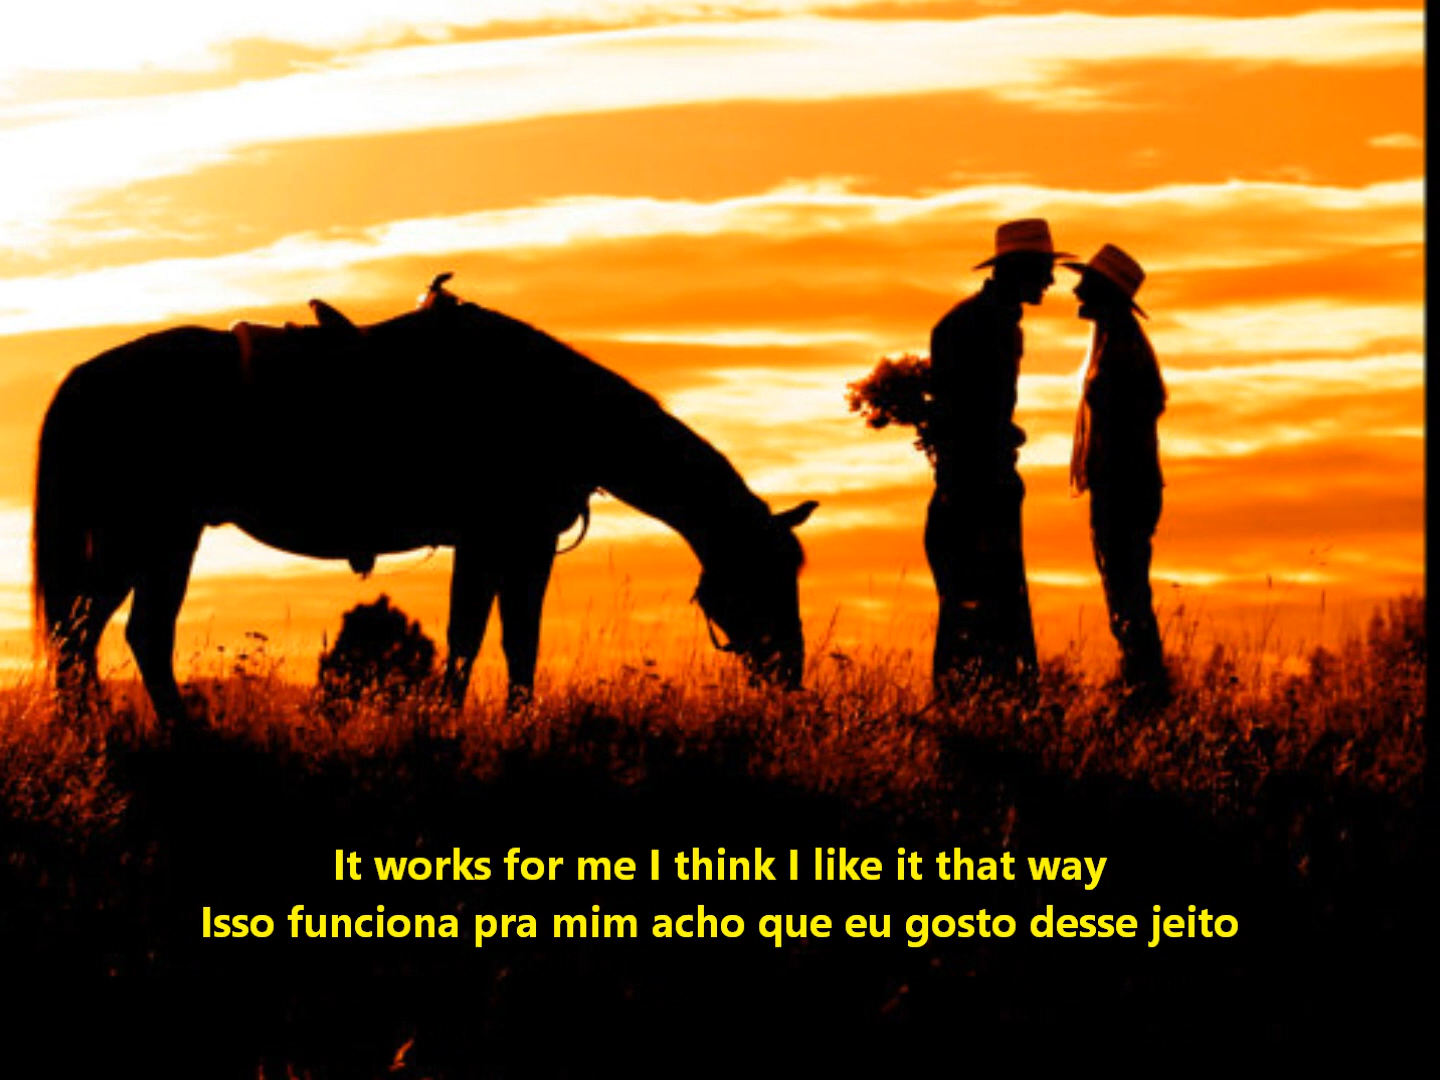 It works for me I think I like it that way
Isso funciona pra mim acho que eu gosto desse jeito